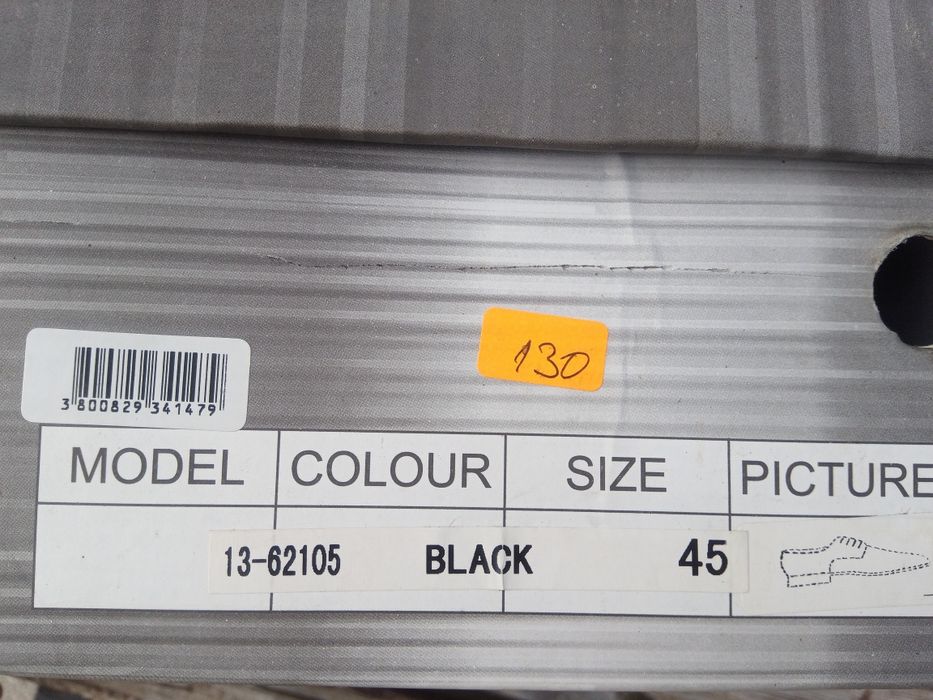 130
3800829341479
MODEL COLOUR SIZE PICTURE
13-62105 BLACK 45